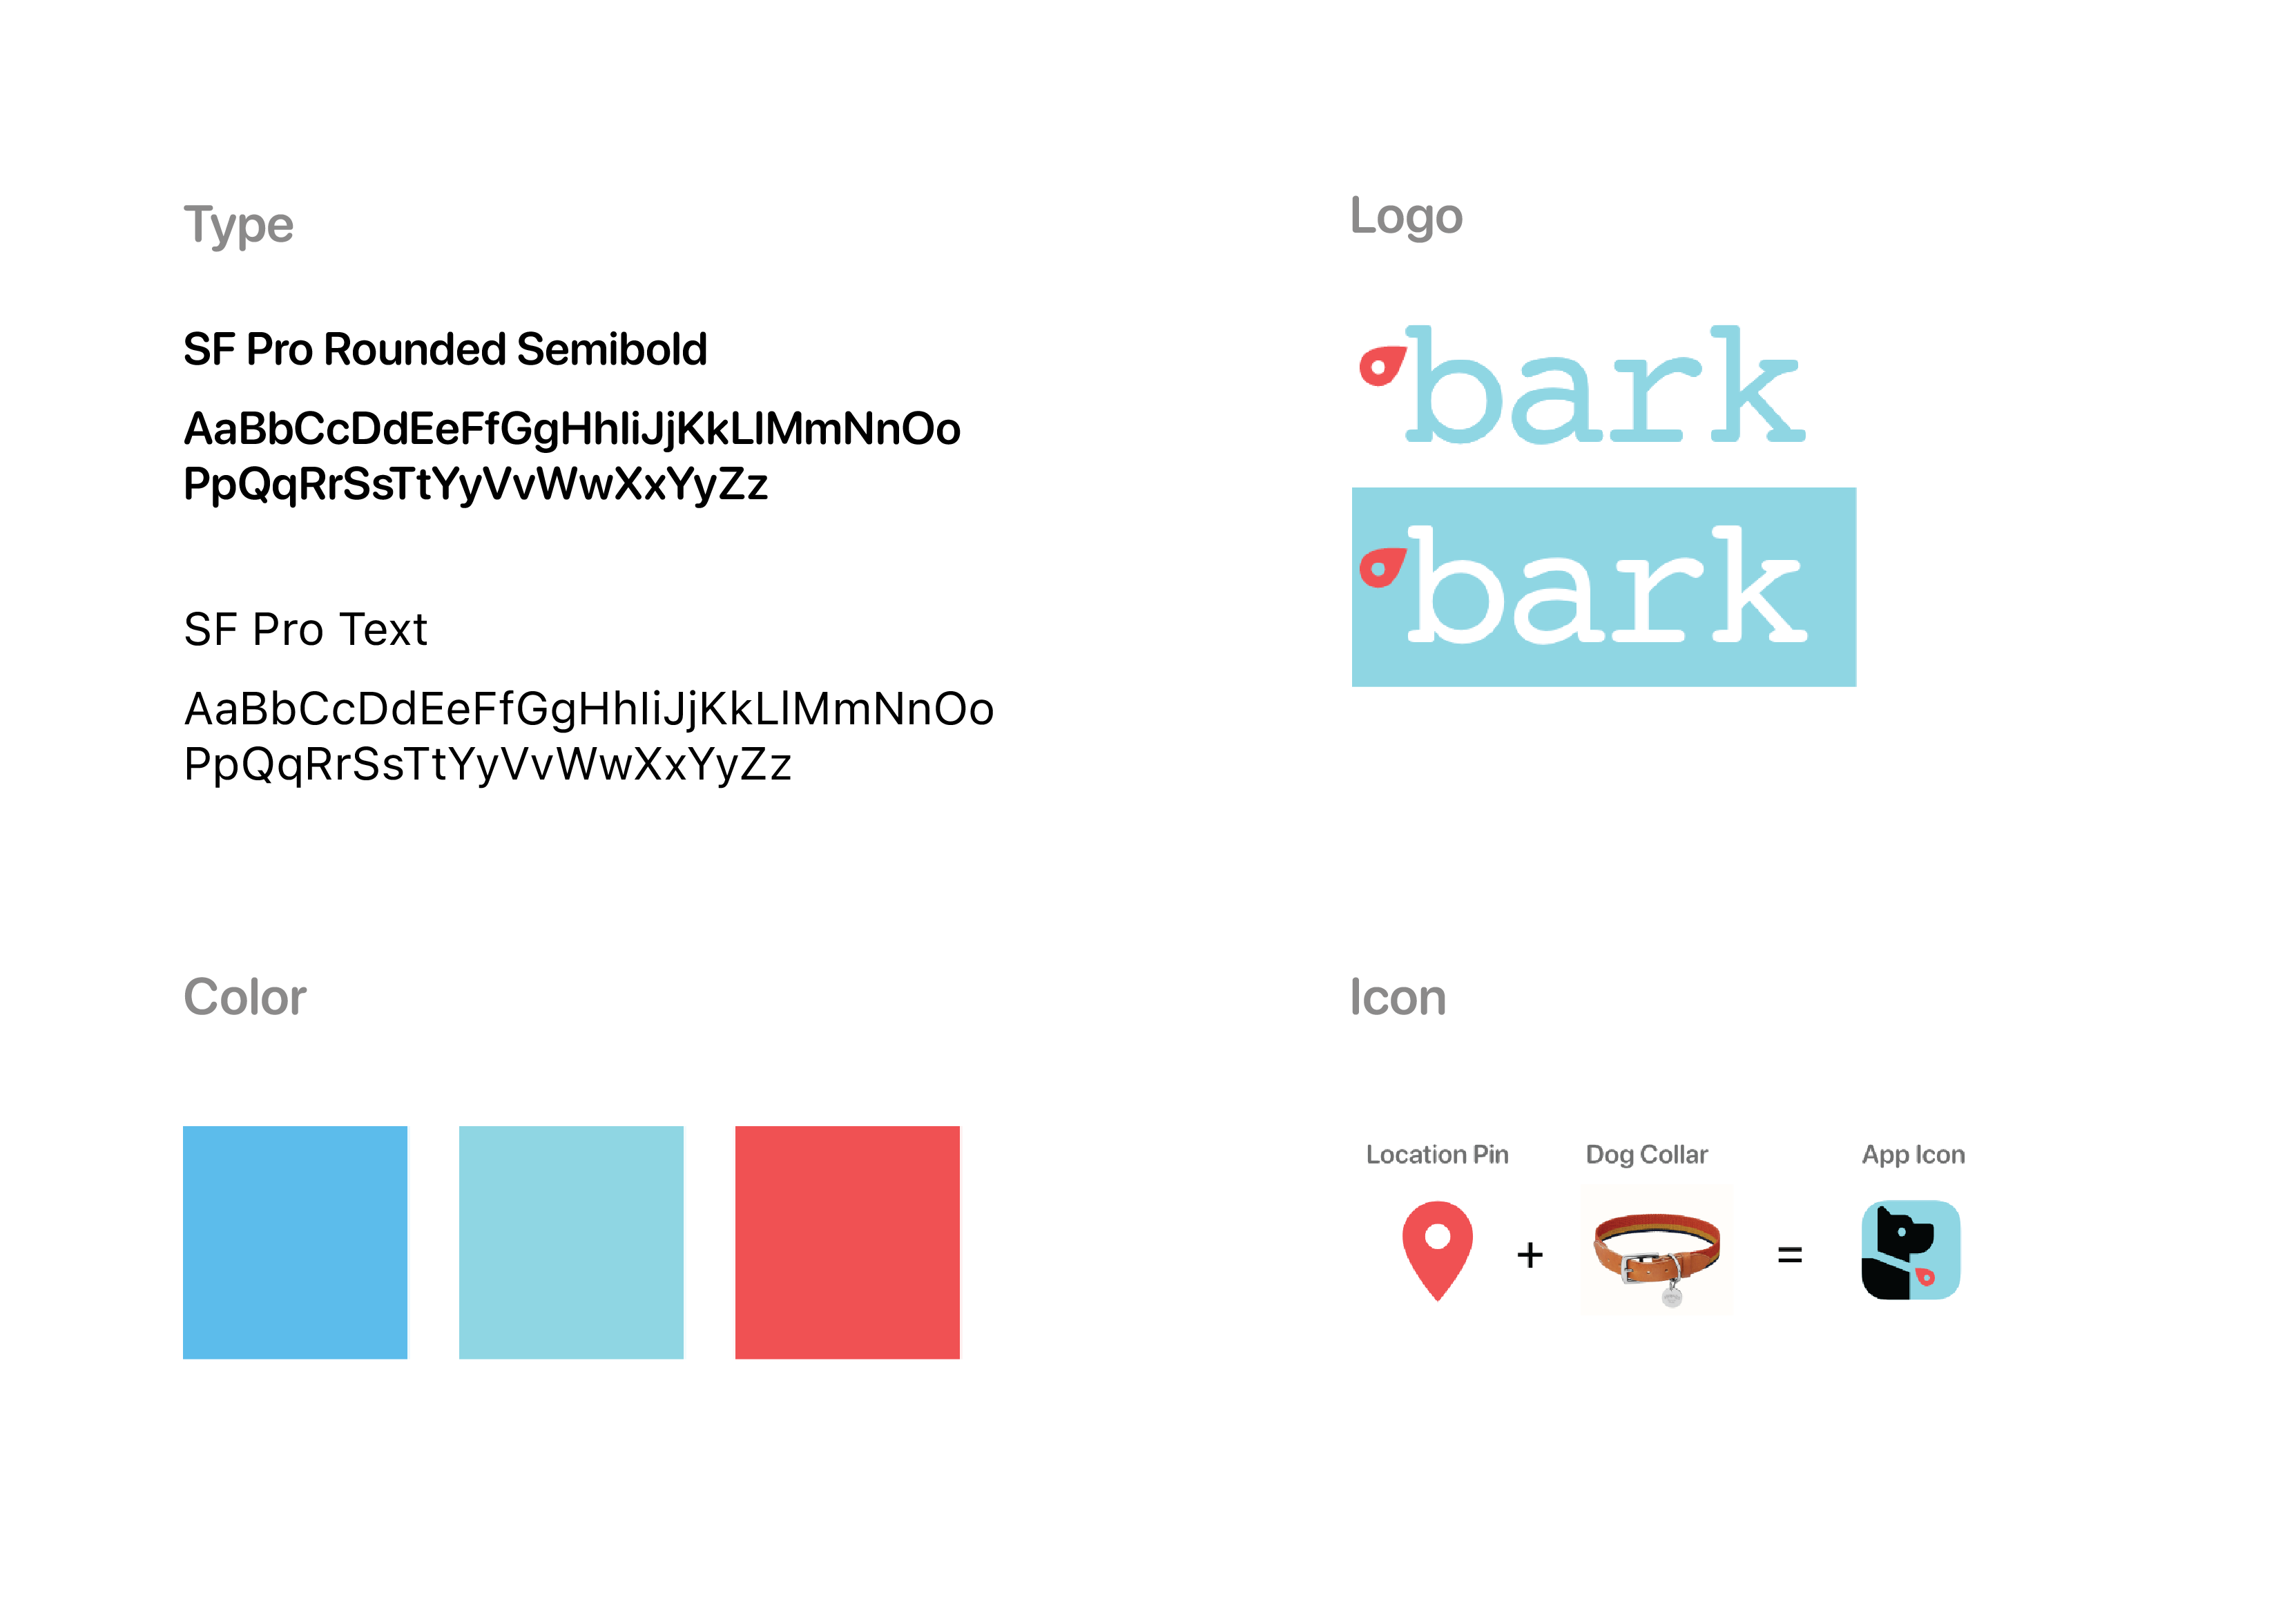 Type
SF Pro Rounded Semibold
AaBbCcDdEeFfGgHhIiJjKkLlMmNnOo
PpQqRrSsTtYyVvWwXxYyZz
SF Pro Text
AaBbCcDdEeFfGgHhIiJjKkLlMmNnOo
PpQqRrSsTtYyVvWwXxYyZz
Logo
bark
bark
Color
Icon
Location Pin
Dog Collar
App Icon
+
=